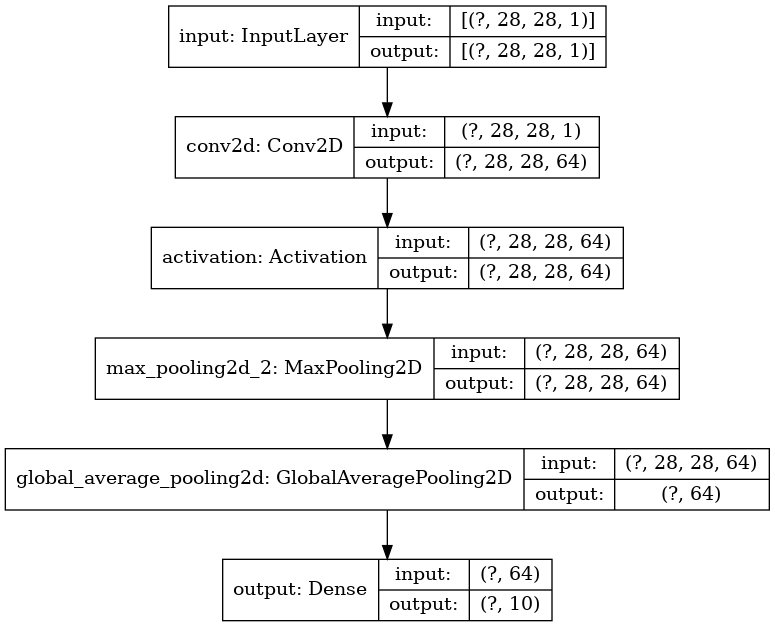 input: InputLayer
input:
[(?, 28, 28, 1)]
output:
[(?, 28, 28, 1)]
conv2d: Conv2D
input:
(?, 28, 28, 1)
output:
(?, 28, 28, 64)
activation: Activation
input:
(?, 28, 28, 64)
output:
(?, 28, 28, 64)
max_pooling2d_2: MaxPooling2D
input:
(?, 28, 28, 64)
output:
(?, 28, 28, 64)
global_average_pooling2d: GlobalAveragePooling2D
input:
(?, 28, 28, 64)
output:
(?, 64)
output: Dense
input:
(?, 64)
output:
(?, 10)